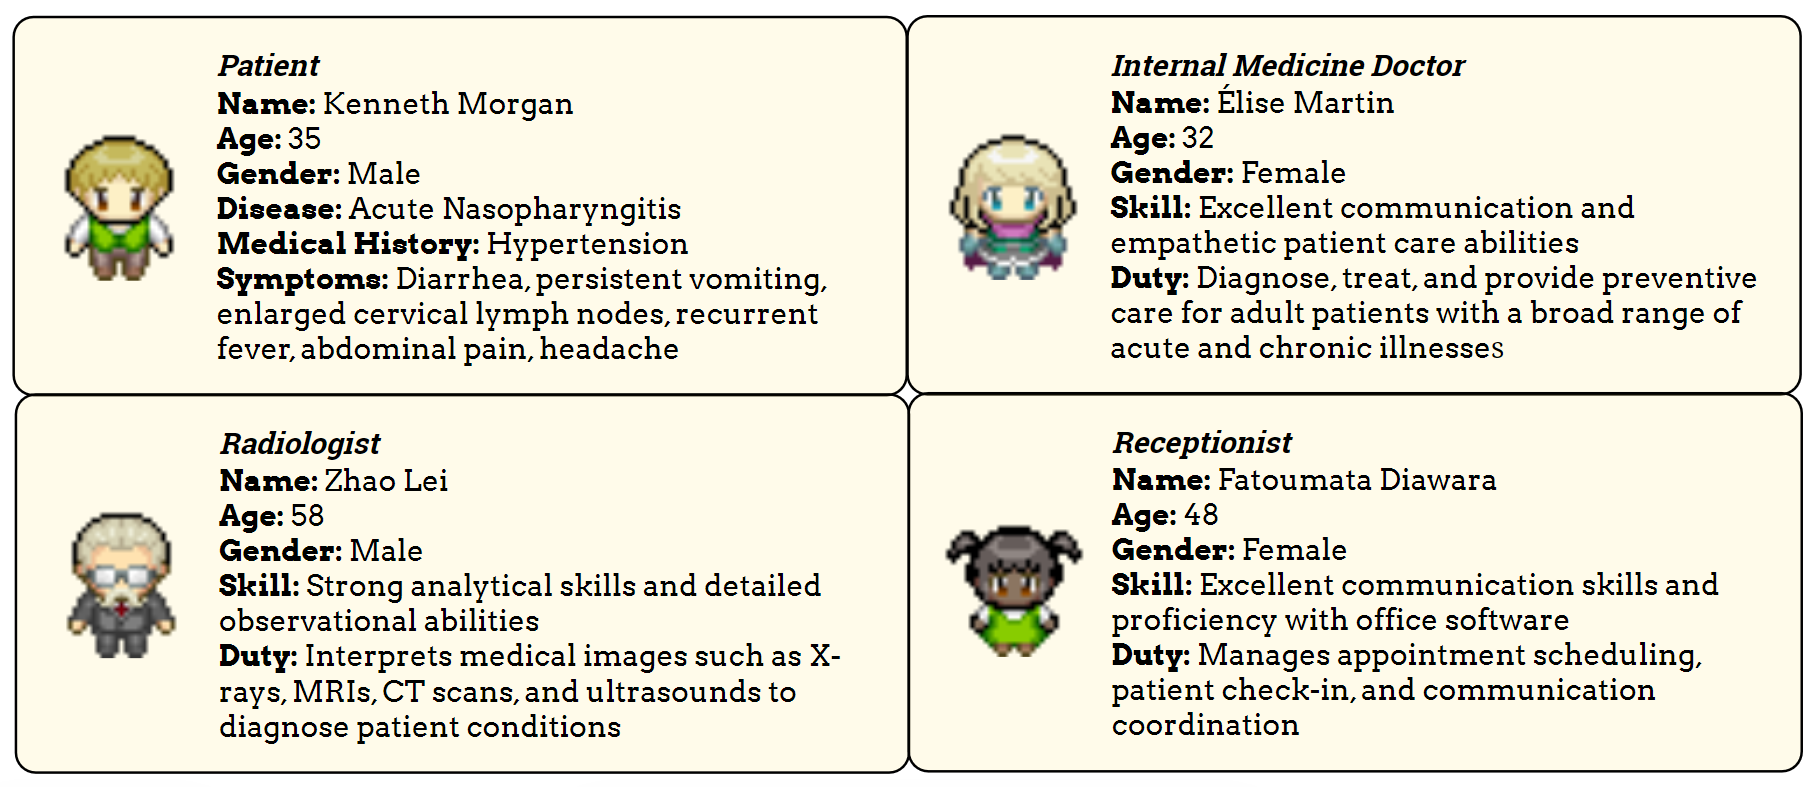 Patient
Name: Kenneth Morgan
Age: 35
Gender: Male
Disease: Acute Nasopharyngitis
Medical History: Hypertension
Symptoms: Diarrhea, persistent vomiting,
enlarged cervical lymph nodes, recurrent
fever, abdominal pain, headache
Internal Medicine Doctor
Name: Élise Martin
Age: 32
Gender: Female
Skill: Excellent communication and
empathetic patient care abilities
Duty: Diagnose, treat, and provide preventive
care for adult patients with a broad range of
acute and chronic illnesses
Radiologist
Name: Zhao Lei
Age: 58
Gender: Male
Skill: Strong analytical skills and detailed
observational abilities
Duty: Interprets medical images such as X-
rays, MRIs, CT scans, and ultrasounds to
diagnose patient conditions
Receptionist
Name: Fatoumata Diawara
Age: 48
Gender: Female
Skill: Excellent communication skills and
proficiency with office software
Duty: Manages appointment scheduling,
patient check-in, and communication
coordination